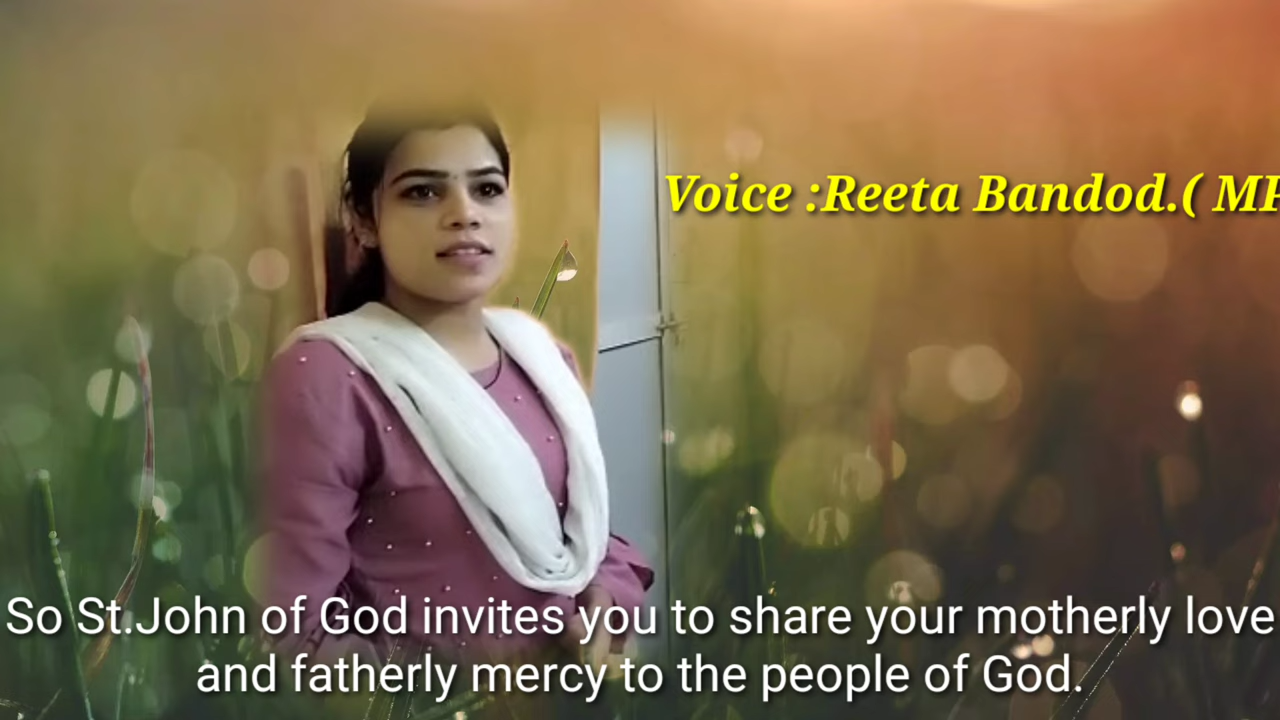 Voice :Reeta Bandod.( MP
So St.John of God invites you to share your motherly love
and fatherly mercy to the people of God.